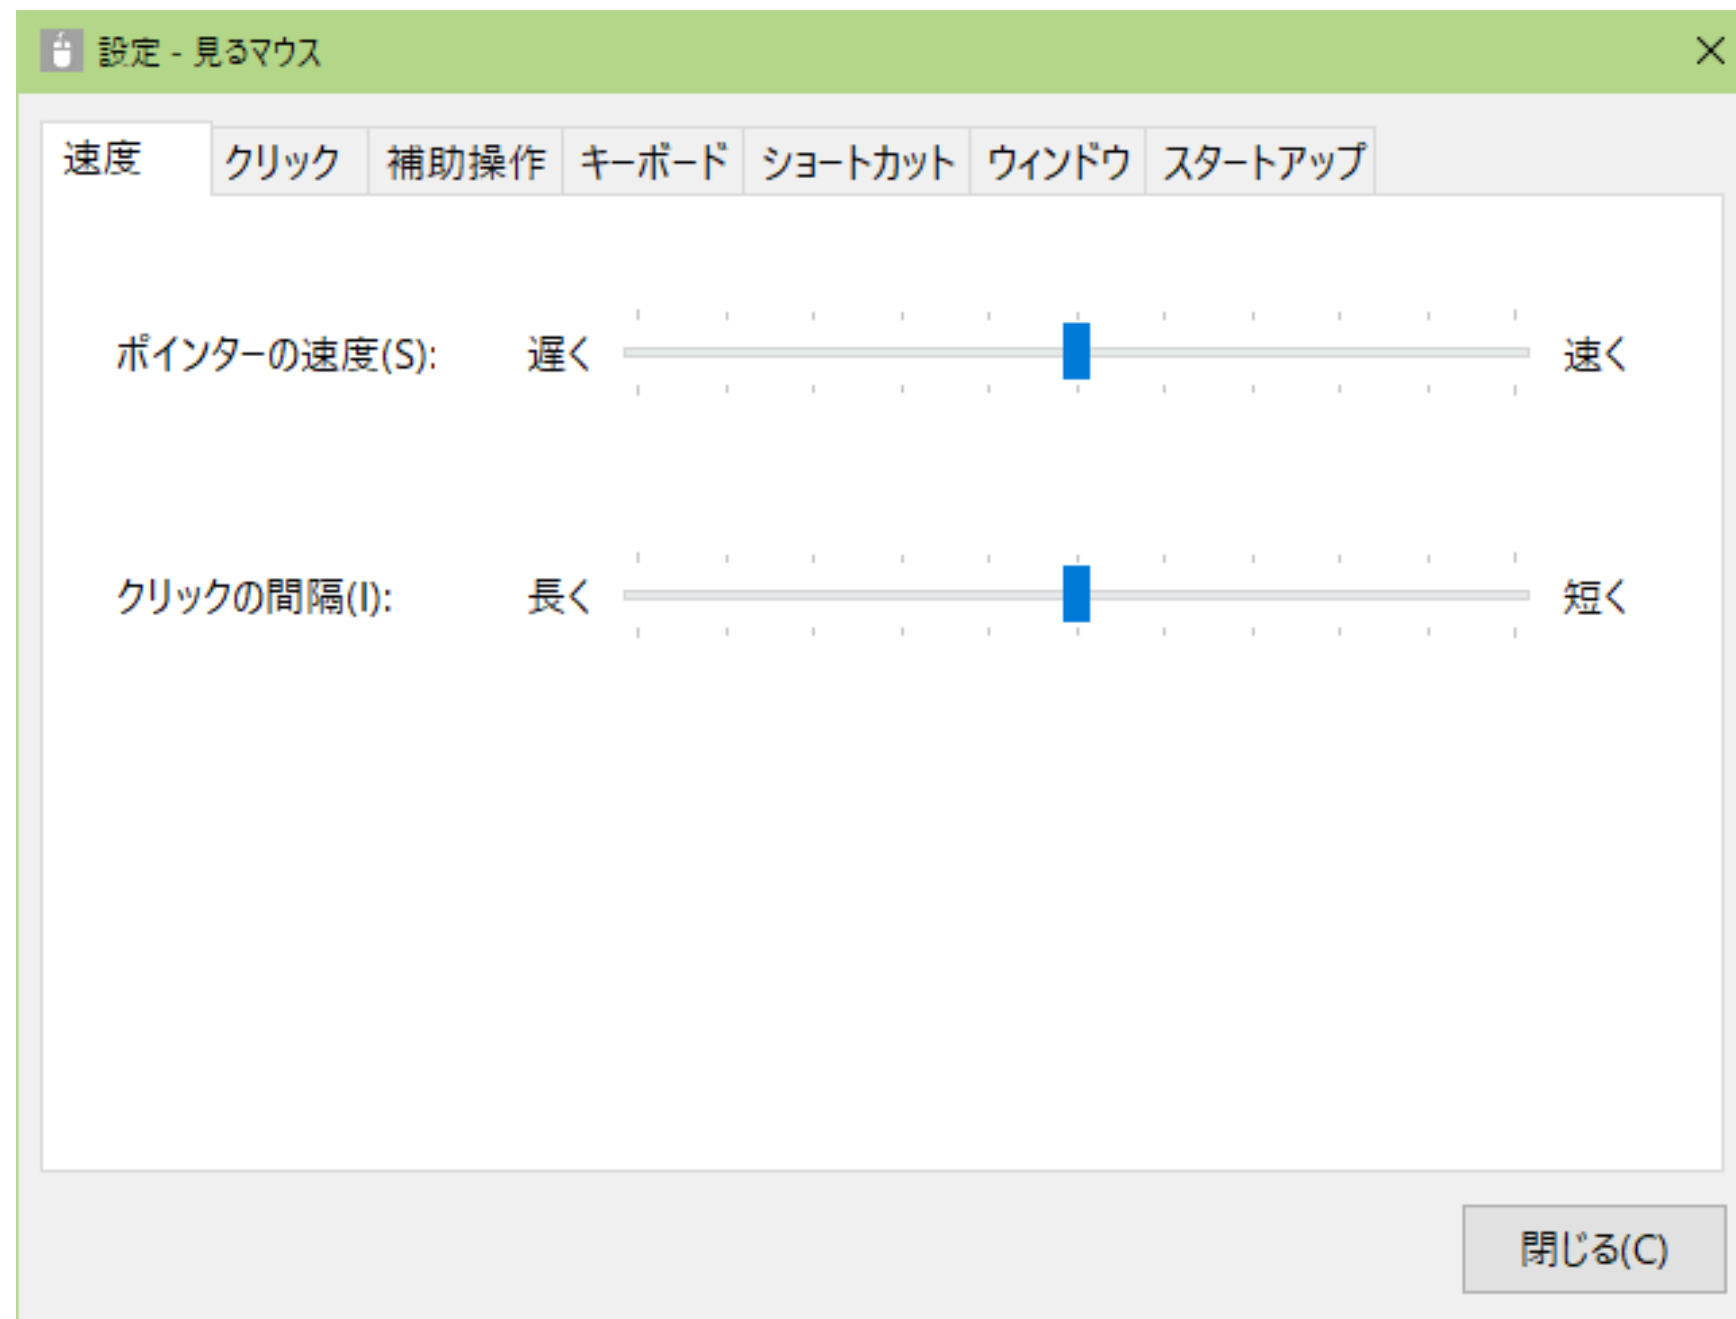 設定 - 見るマウス
速度 クリック 補助操作 キーボード ショートカット ウィンドウ スタートアップ
ポインターの速度(S): 遅く 速く
クリックの間隔(I): 長く 短く
閉じる(C)